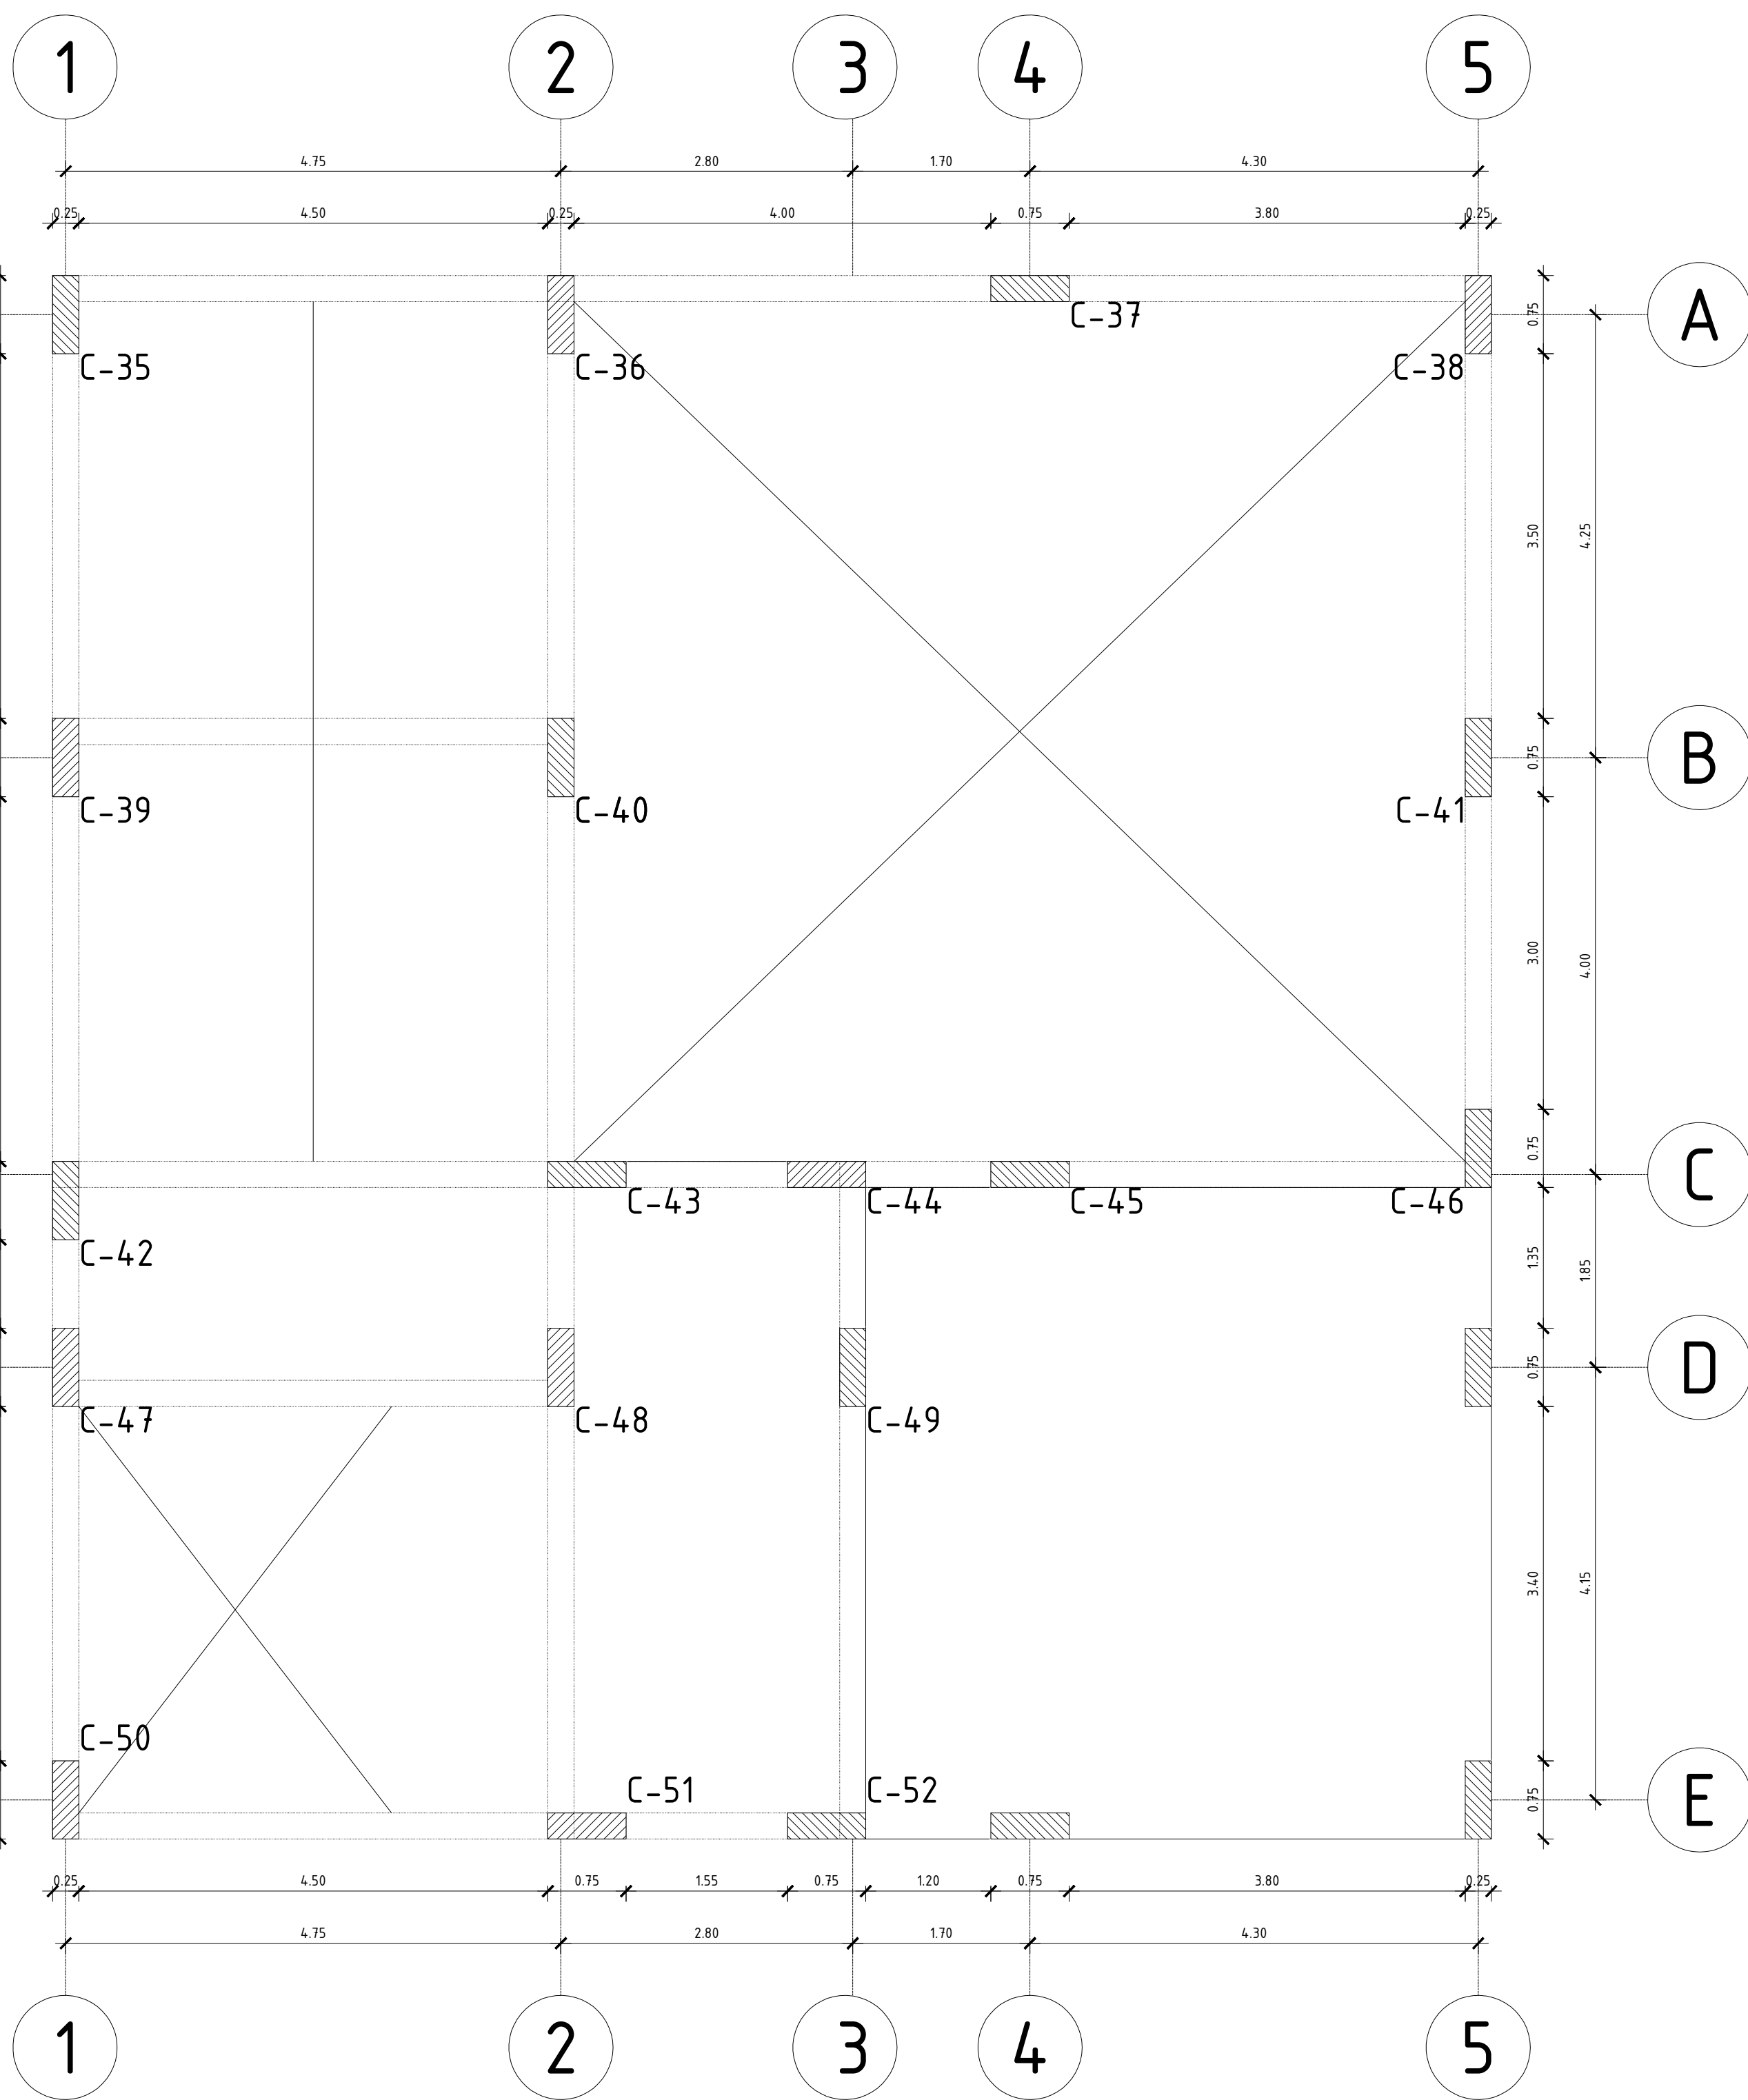 1 2 3 4 5
4.75 2.80 1.70 4.30
0.25 4.50 0.25 4.00 0.75 3.80 0.25
C-37
0.75
A
C-35 C-36 C-38
3.50 4.25
0.75
B
C-39 C-40 C-41
3.00 4.00
0.75
C
C-43 C-44 C-45 C-46
C-42
1.35 1.85
0.75
D
C-47 C-48 C-49
3.40 4.15
C-50
C-51 C-52
0.75
E
0.25 4.50 0.75 1.55 0.75 1.20 0.75 3.80 0.25
4.75 2.80 1.70 4.30
1 2 3 4 5